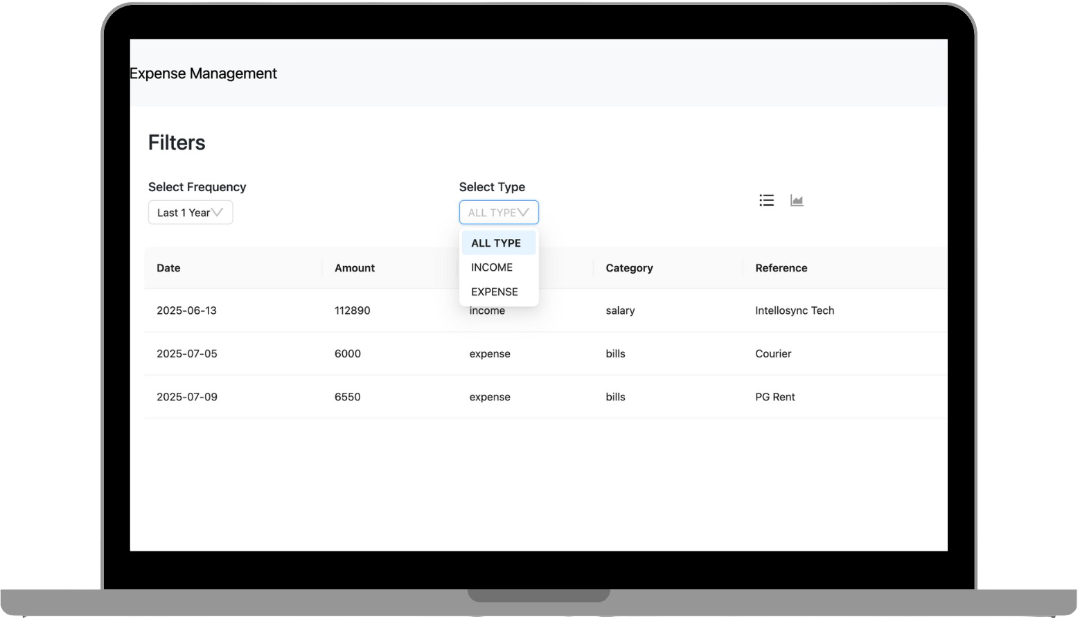 Expense Management
Filters
Select Frequency Select Type
Last 1 Year ALL TYPE
ALL TYPE
INCOME
EXPENSE
Date Amount Category Reference
2025-06-13 112890 income salary Intellosync Tech
2025-07-05 6000 expense bills Courier
2025-07-09 6550 expense bills PG Rent